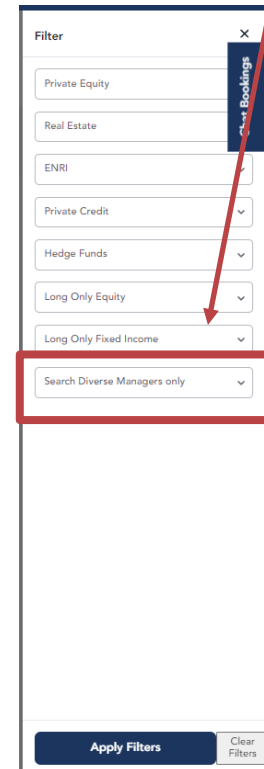 Filter
×
Chat Bookings
Private Equity
Real Estate
ENRI
Private Credit
Hedge Funds
Long Only Equity
Long Only Fixed Income
Search Diverse Managers only
Apply Filters
Clear
Filters